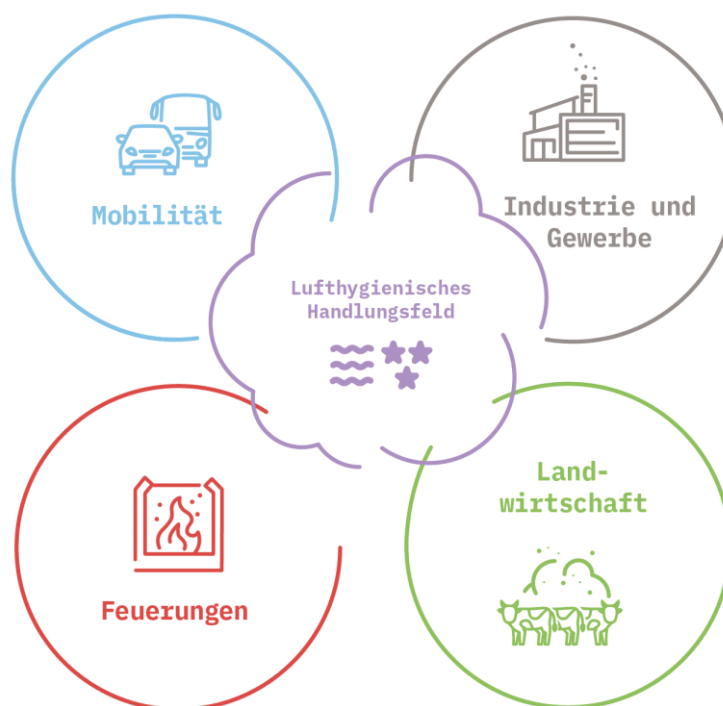 Mobilität
Industrie und
Gewerbe
Lufthygienisches
Handlungsfeld
Land-
wirtschaft
Feuerungen